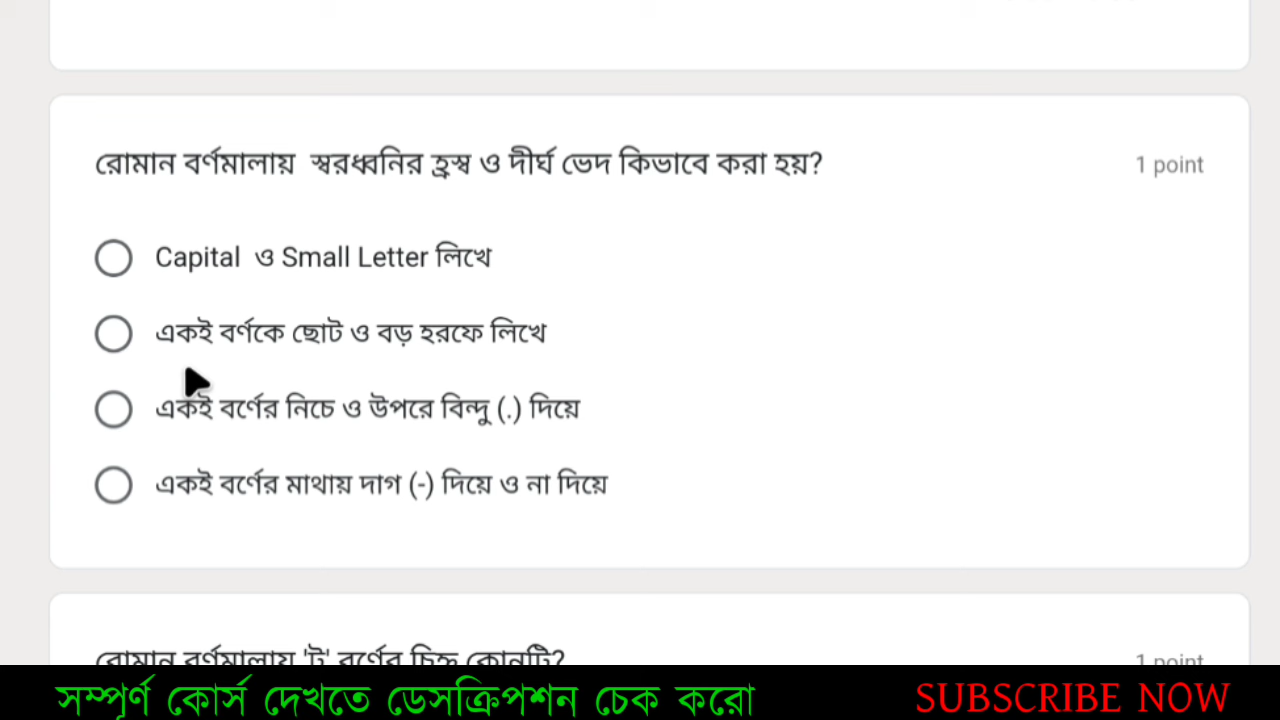 রোমান বর্ণমালায় স্বরধ্বনির হ্রস্ব ও দীর্ঘ ভেদ কিভাবে করা হয়?
1 point
Capital ও Small Letter লিখে
একই বর্ণকে ছোট ও বড় হরফে লিখে
একই বর্ণের নিচে ও উপরে বিন্দু (.) দিয়ে
একই বর্ণের মাথায় দাগ (-) দিয়ে ও না দিয়ে
রোমান বর্ণমালায় 'ট' বর্ণের চিহ্ন কোনটি?
1 point
সম্পূর্ণ কোর্স দেখতে ডেসক্রিপশন চেক করো
SUBSCRIBE NOW